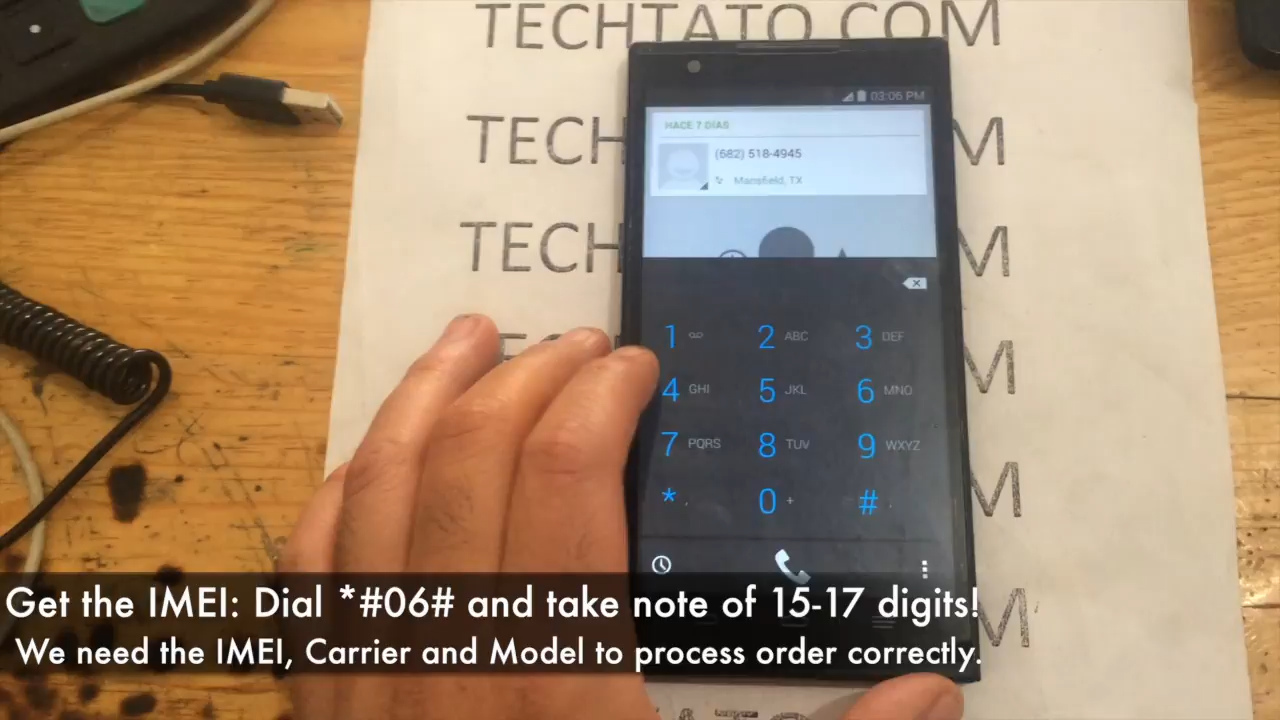 TECHTATO COM
03:06 PM
HACE 7 DÍAS
(682) 518-4945
Mansfield, TX
TECH M
TECH M
TEC M
1 2 ABC 3 DEF
4 GHI 5 JKL 6 MNO
7 PQRS 8 TUV 9 WXYZ
* , 0 + #
M
M
Get the IMEI: Dial *#06# and take note of 15-17 digits!
We need the IMEI, Carrier and Model to process order correctly.